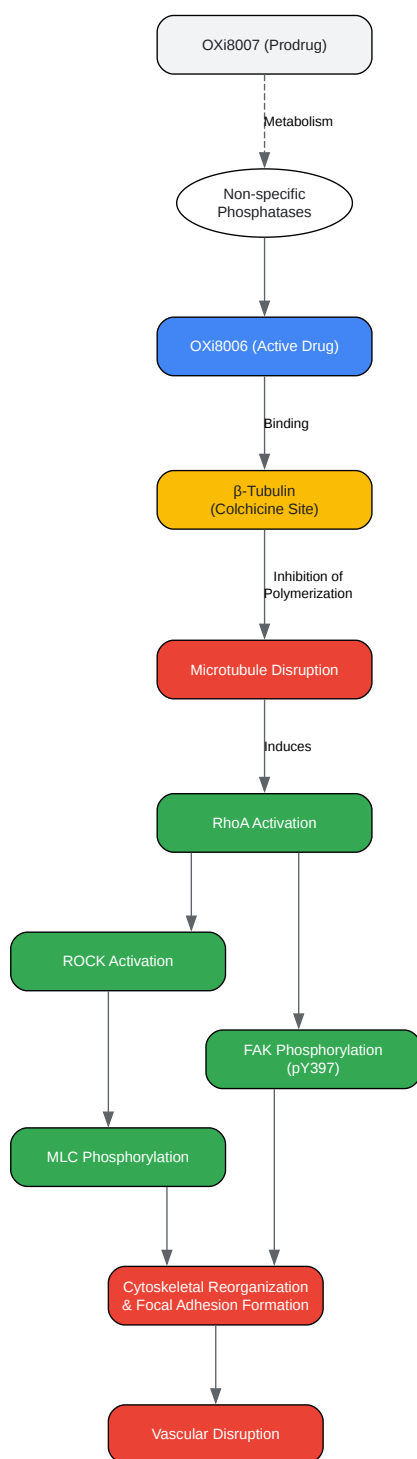 OXi8007 (Prodrug)
Metabolism
Non-specific
Phosphatases
OXi8006 (Active Drug)
Binding
β-Tubulin
(Colchicine Site)
Inhibition of
Polymerization
Microtubule Disruption
Induces
RhoA Activation
ROCK Activation
FAK Phosphorylation
(pY397)
MLC Phosphorylation
Cytoskeletal Reorganization
& Focal Adhesion Formation
Vascular Disruption